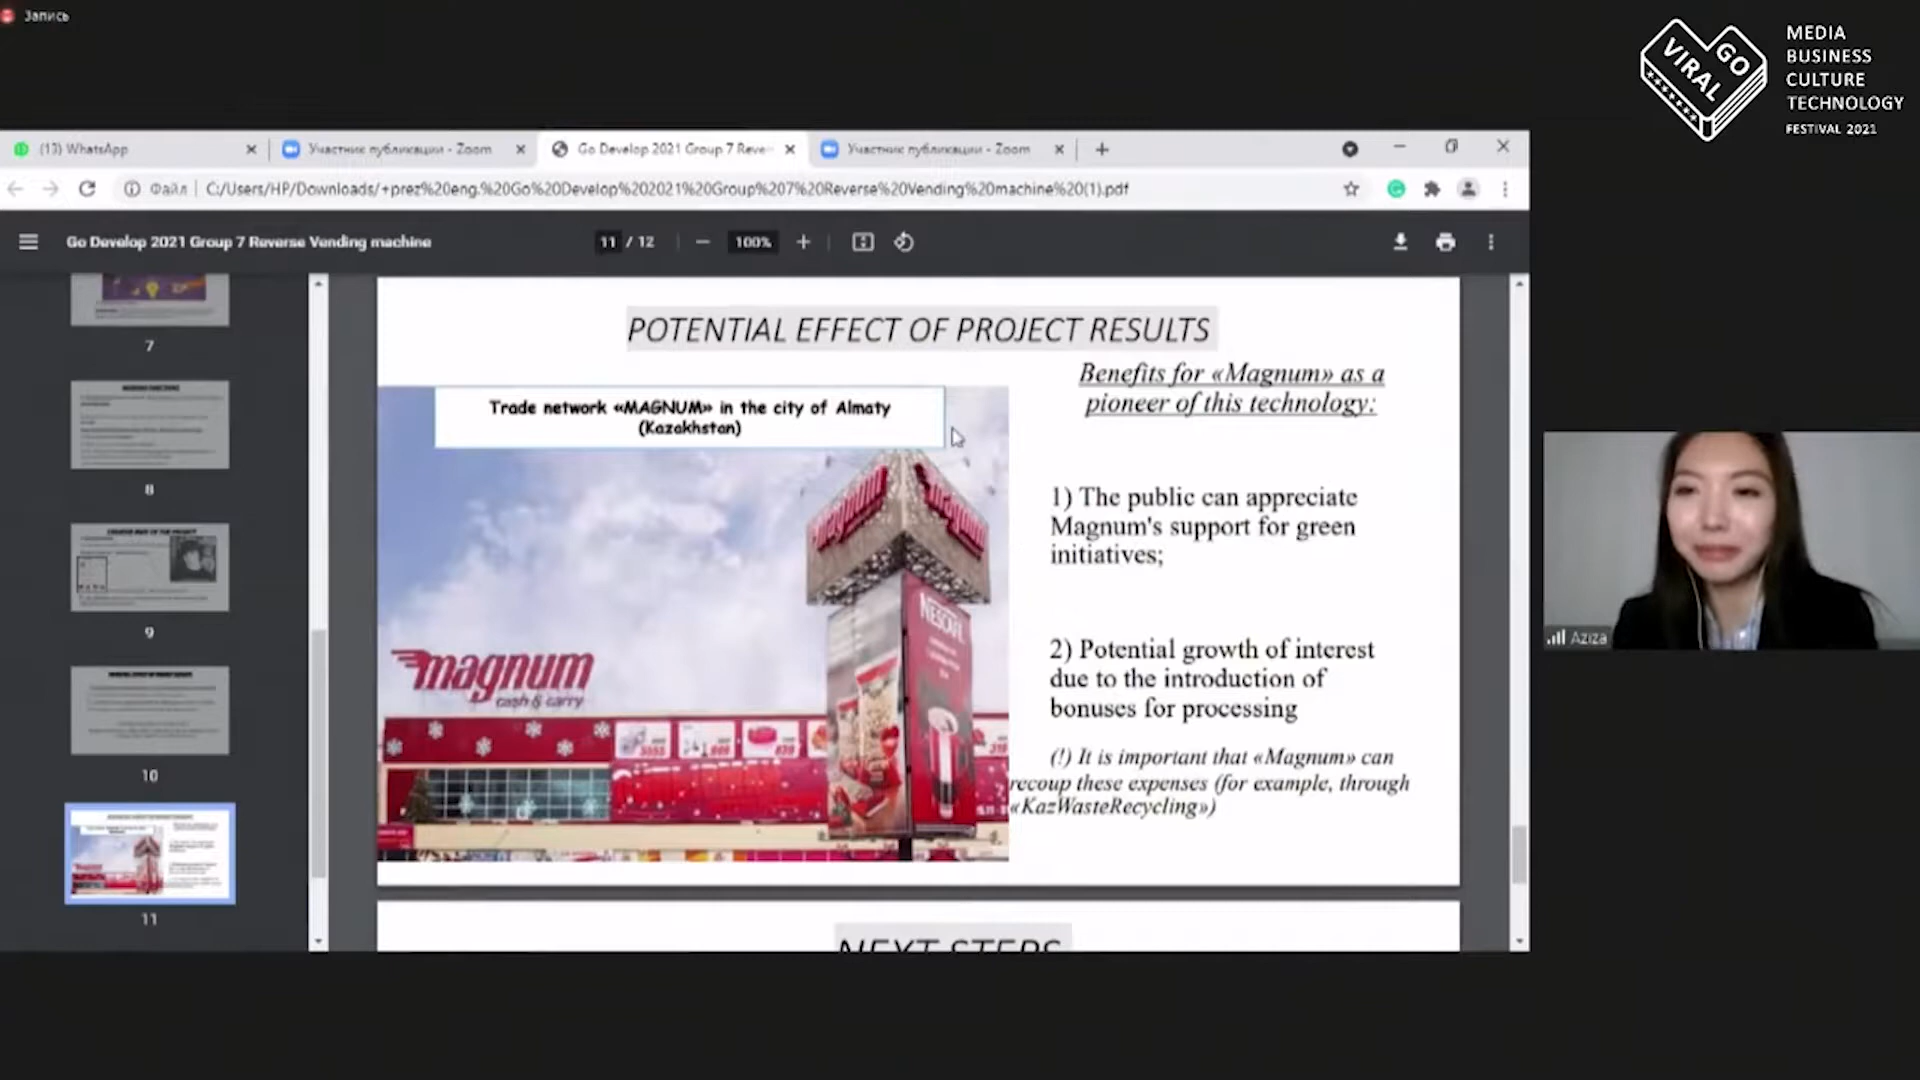 Запись
VIRAL GO
MEDIA
BUSINESS
CULTURE
TECHNOLOGY
FESTIVAL 2021
(13) WhatsApp
Участник публикации - Zoom
Go Develop 2021 Group 7 Reve
Участник публикации - Zoom
Файл | C:/Users/HP/Downloads/+prez%20eng.%20Go%20Develop%202021%20Group%207%20Reverse%20Vending%20machine%20(1).pdf
Go Develop 2021 Group 7 Reverse Vending machine
11 / 12
100%
7
8
9
10
11
POTENTIAL EFFECT OF PROJECT RESULTS
Trade network «MAGNUM» in the city of Almaty
(Kazakhstan)
magnum
magnum
NESCAFÉ
magnum
cash & carry
Benefits for «Magnum» as a
pioneer of this technology:
1) The public can appreciate
Magnum's support for green
initiatives;
2) Potential growth of interest
due to the introduction of
bonuses for processing
(!) It is important that «Magnum» can
recoup these expenses (for example, through
«KazWasteRecycling»)
NEXT STEPS
Aziza